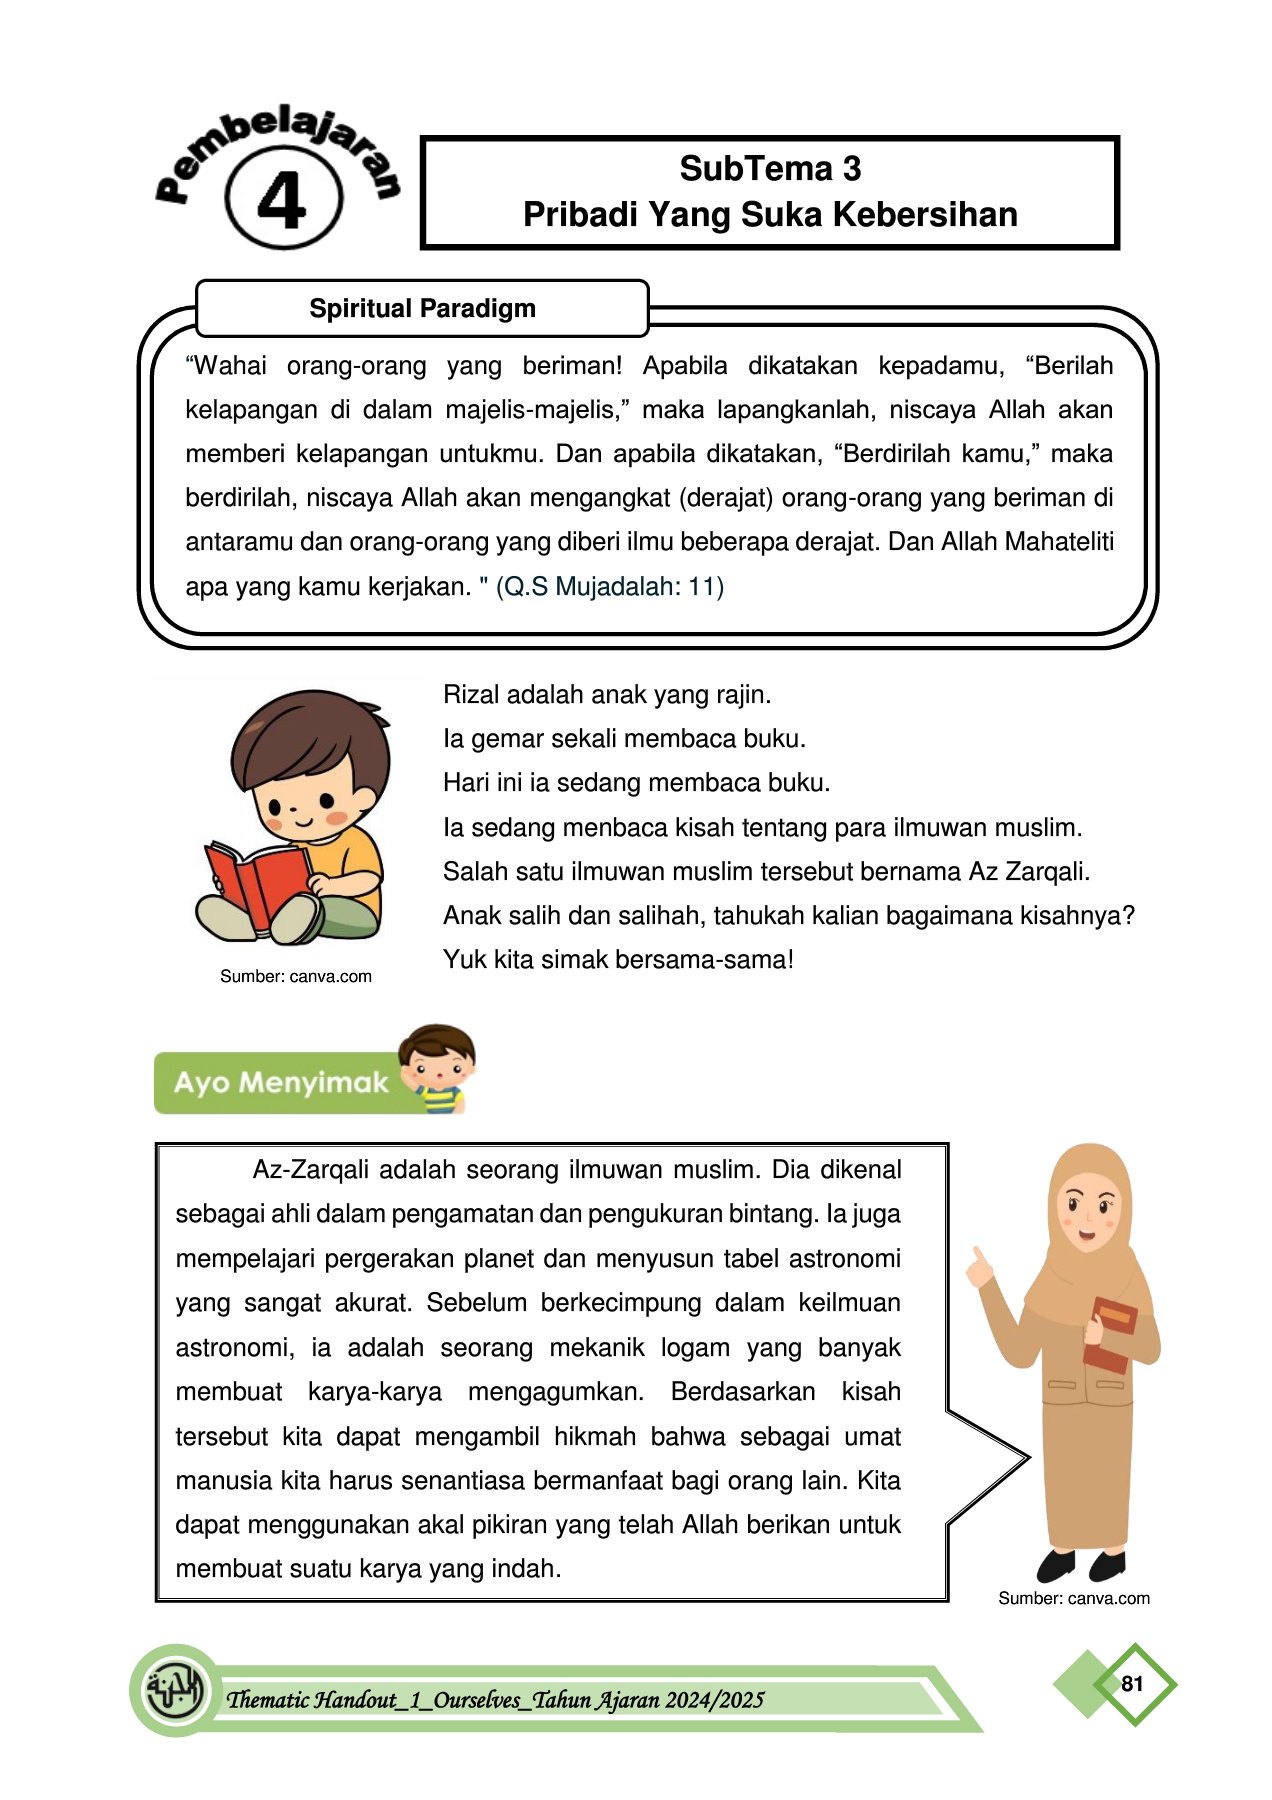 Pembelajaran
4
SubTema 3
Pribadi Yang Suka Kebersihan
Spiritual Paradigm
“Wahai orang-orang yang beriman! Apabila dikatakan kepadamu, “Berilah
kelapangan di dalam majelis-majelis,” maka lapangkanlah, niscaya Allah akan
memberi kelapangan untukmu. Dan apabila dikatakan, “Berdirilah kamu,” maka
berdirilah, niscaya Allah akan mengangkat (derajat) orang-orang yang beriman di
antaramu dan orang-orang yang diberi ilmu beberapa derajat. Dan Allah Mahateliti
apa yang kamu kerjakan. " (Q.S Mujadalah: 11)
Rizal adalah anak yang rajin.
Ia gemar sekali membaca buku.
Hari ini ia sedang membaca buku.
Ia sedang menbaca kisah tentang para ilmuwan muslim.
Salah satu ilmuwan muslim tersebut bernama Az Zarqali.
Anak salih dan salihah, tahukah kalian bagaimana kisahnya?
Yuk kita simak bersama-sama!
Sumber: canva.com
Ayo Menyimak
Az-Zarqali adalah seorang ilmuwan muslim. Dia dikenal
sebagai ahli dalam pengamatan dan pengukuran bintang. Ia juga
mempelajari pergerakan planet dan menyusun tabel astronomi
yang sangat akurat. Sebelum berkecimpung dalam keilmuan
astronomi, ia adalah seorang mekanik logam yang banyak
membuat karya-karya mengagumkan. Berdasarkan kisah
tersebut kita dapat mengambil hikmah bahwa sebagai umat
manusia kita harus senantiasa bermanfaat bagi orang lain. Kita
dapat menggunakan akal pikiran yang telah Allah berikan untuk
membuat suatu karya yang indah.
Sumber: canva.com
Thematic Handout_1_Ourselves_Tahun Ajaran 2024/2025
81